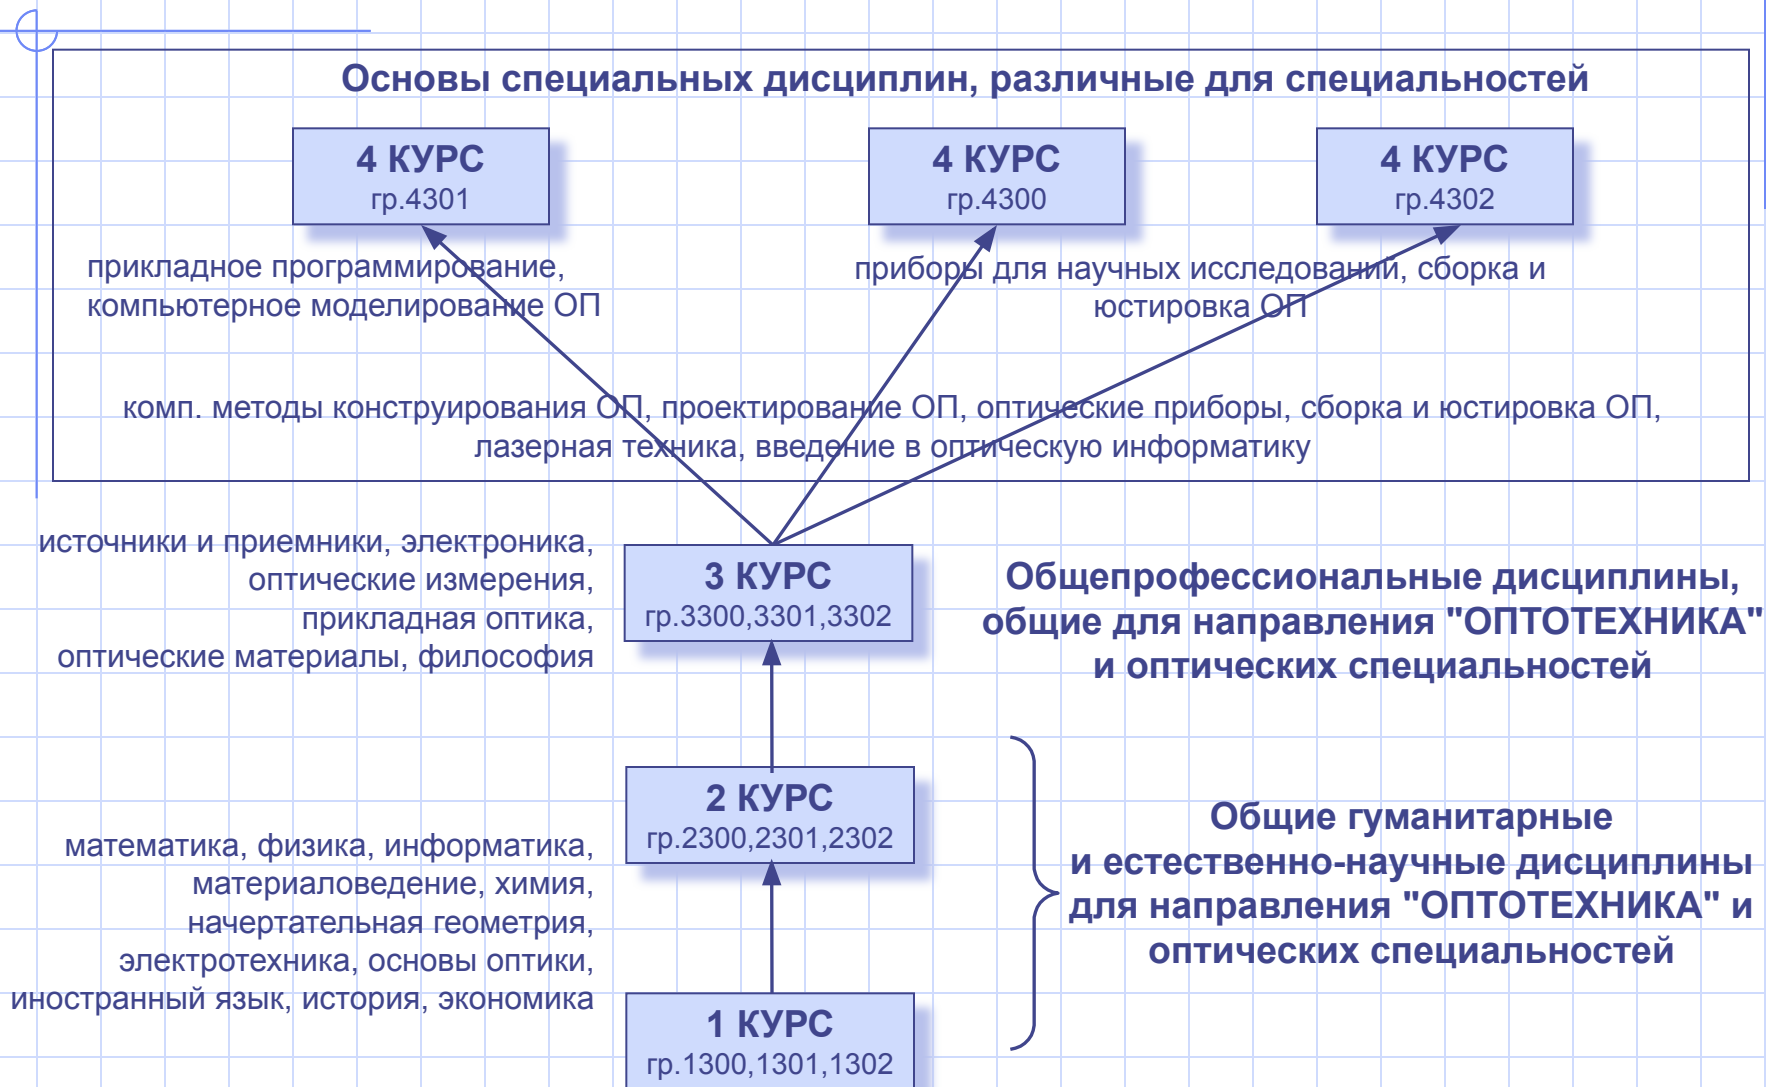 Основы специальных дисциплин, различные для специальностей
4 КУРС
гр.4301
4 КУРС
гр.4300
4 КУРС
гр.4302
прикладное программирование,
компьютерное моделирование ОП
приборы для научных исследований, сборка и
юстировка ОП
комп. методы конструирования ОП, проектирование ОП, оптические приборы, сборка и юстировка ОП,
лазерная техника, введение в оптическую информатику
источники и приемники, электроника,
оптические измерения,
прикладная оптика,
оптические материалы, философия
3 КУРС
гр.3300,3301,3302
Общепрофессиональные дисциплины,
общие для направления "ОПТОТЕХНИКА"
и оптических специальностей
2 КУРС
гр.2300,2301,2302
математика, физика, информатика,
материаловедение, химия,
начертательная геометрия,
электротехника, основы оптики,
иностранный язык, история, экономика
Общие гуманитарные
и естественно-научные дисциплины
для направления "ОПТОТЕХНИКА" и
оптических специальностей
1 КУРС
гр.1300,1301,1302